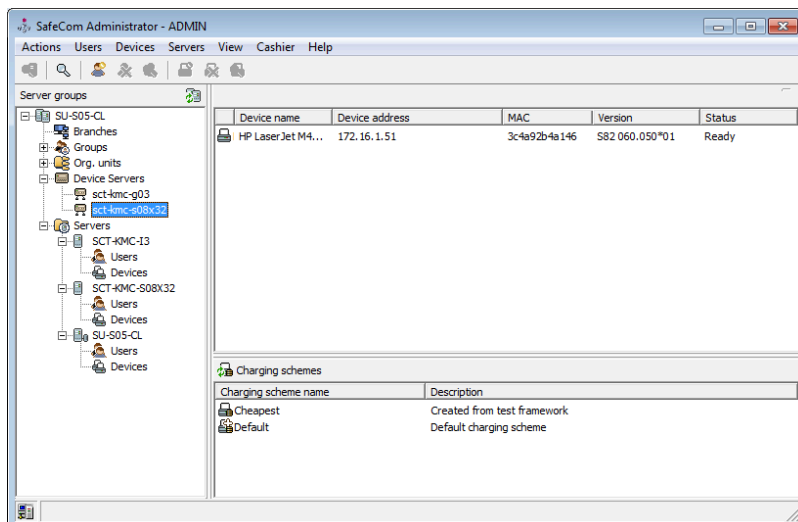 SafeCom Administrator - ADMIN
Actions Users Devices Servers View Cashier Help
Server groups
SU-S05-CL
Branches
Groups
Org. units
Device Servers
sct-kmc-g03
sct-kmc-s08x32
Servers
SCT-KMC-I3
Users
Devices
SCT-KMC-S08X32
Users
Devices
SU-S05-CL
Users
Devices
Device name Device address MAC Version Status
HP LaserJet M4... 172.16.1.51 3c4a92b4a146 S82 060.050*01 Ready
Charging schemes
Charging scheme name Description
Cheapest Created from test framework
Default Default charging scheme